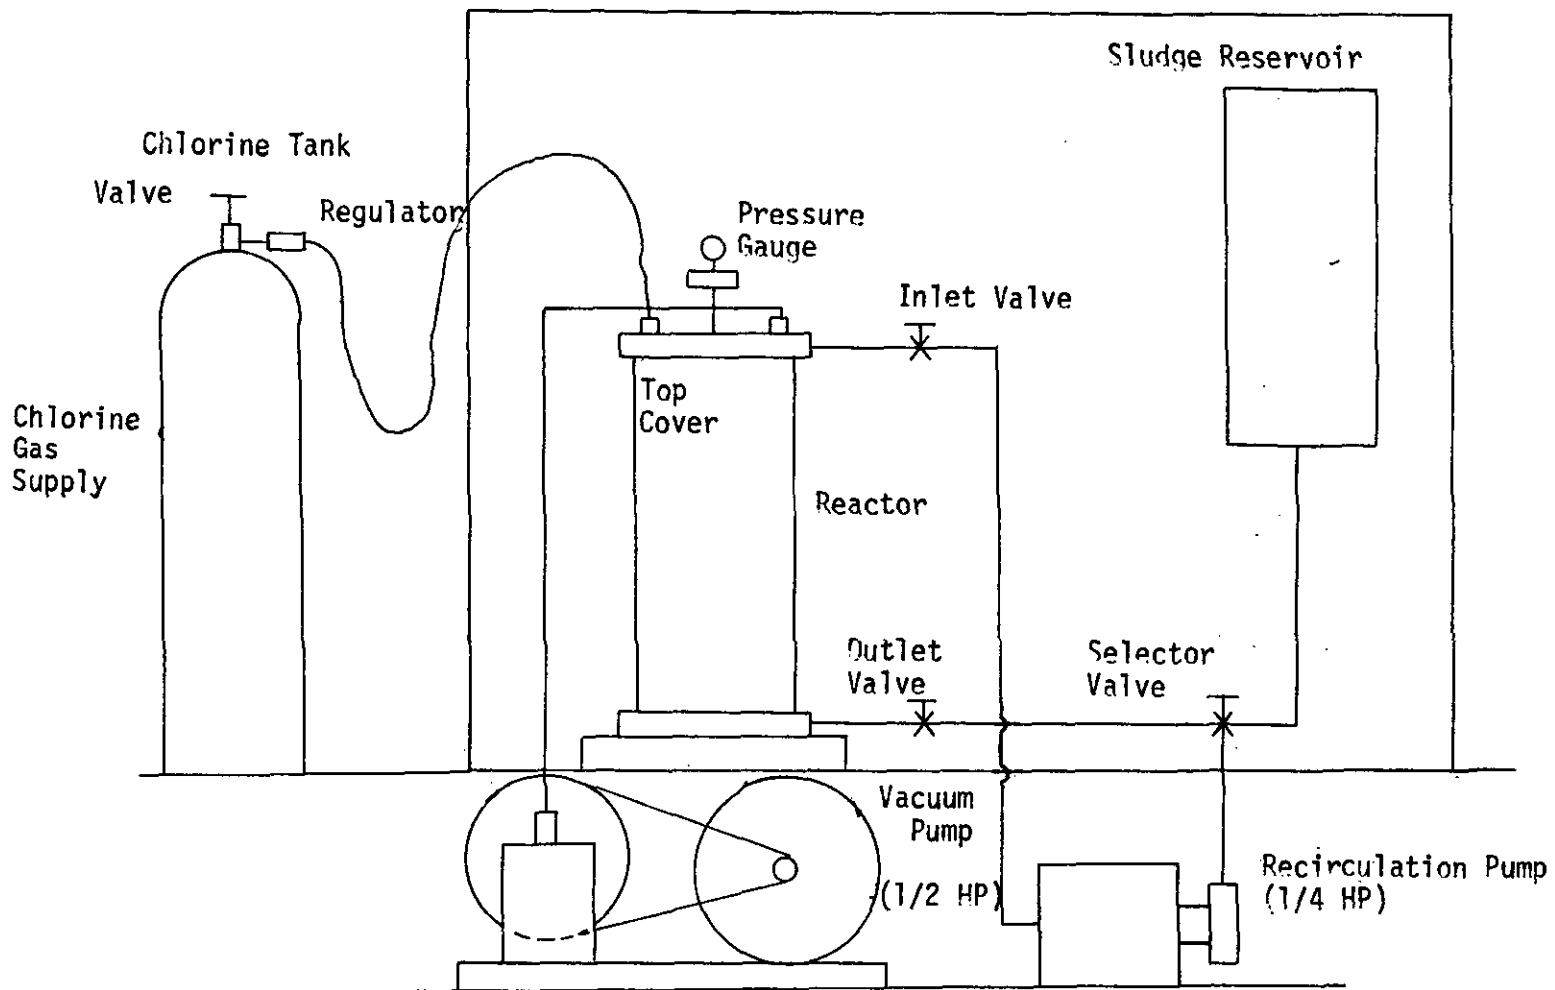 Sludge Reservoir
Chlorine Tank
Valve
Regulator
Pressure
Gauge
Inlet Valve
Top
Cover
Chlorine
Gas
Supply
Reactor
Outlet
Valve
Selector
Valve
Vacuum
Pump
(1/2 HP)
Recirculation Pump
(1/4 HP)